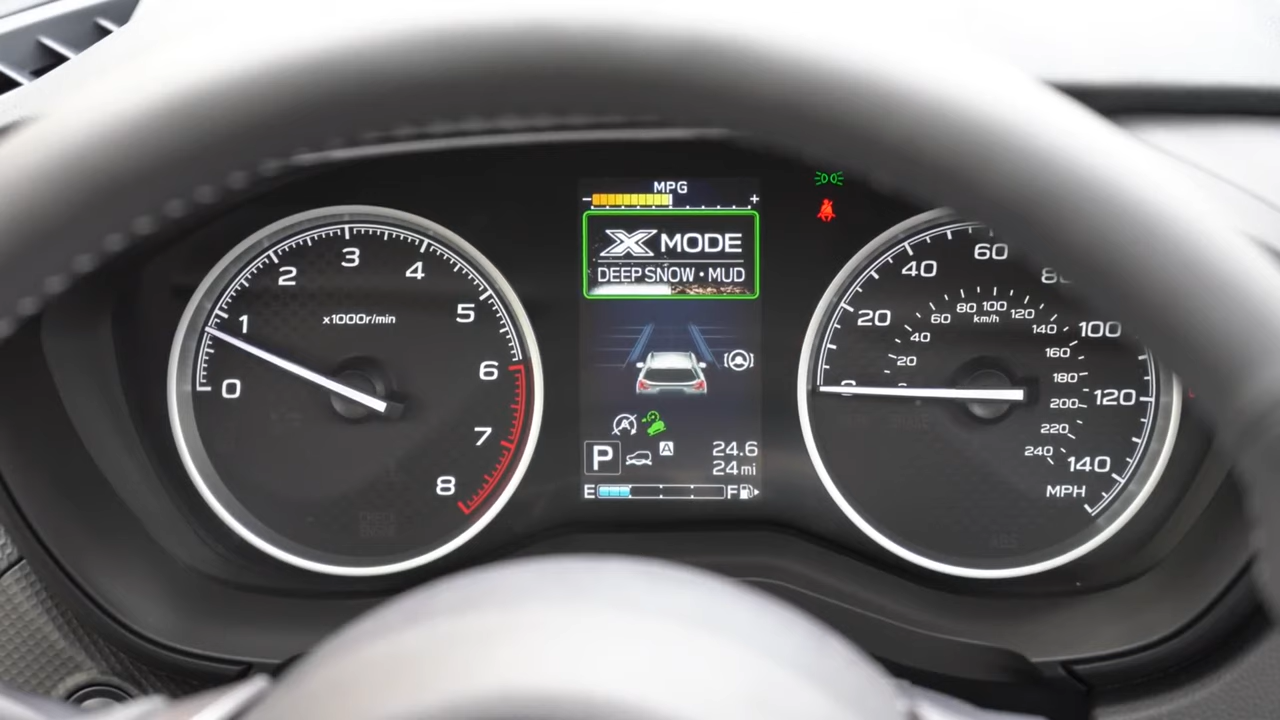 MPG
- +
X MODE
DEEP SNOW • MUD
0
1
2
3
4
5
6
7
8
x1000r/min
A
P
A
24.6
24 mi
E F
20
40
60
100
120
140
MPH
20
40
60
80
100
120
140
160
180
200
220
240
km/h